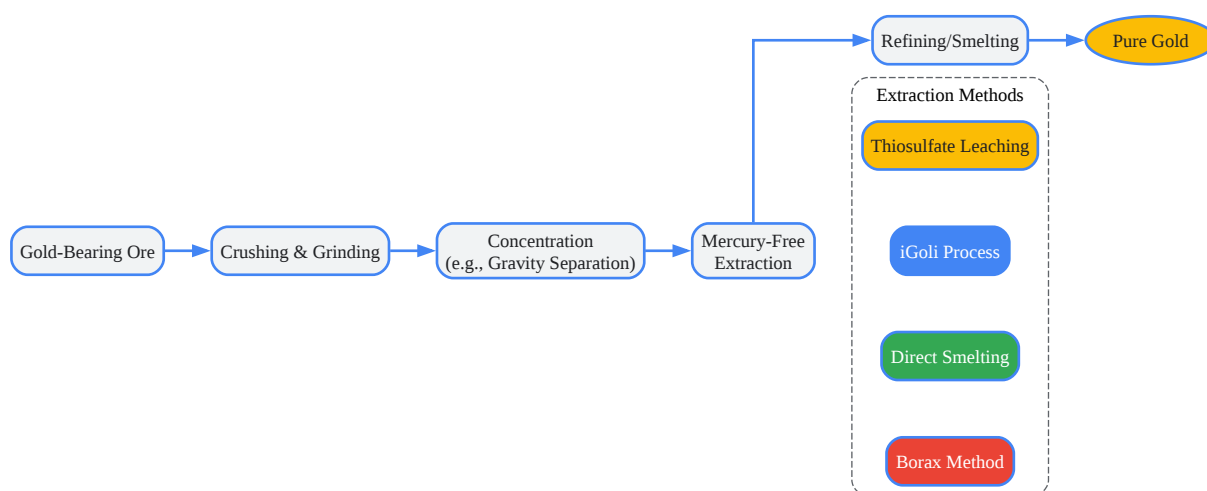 Gold-Bearing Ore
Crushing & Grinding
Concentration
(e.g., Gravity Separation)
Mercury-Free
Extraction
Refining/Smelting
Pure Gold
Extraction Methods
Thiosulfate Leaching
iGoli Process
Direct Smelting
Borax Method